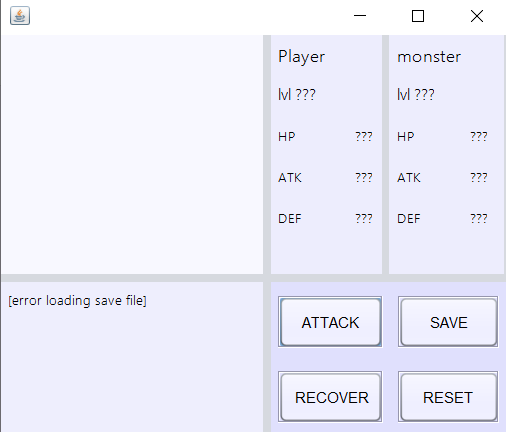 Player
lvl ???
HP ???
ATK ???
DEF ???
monster
lvl ???
HP ???
ATK ???
DEF ???
[error loading save file]
ATTACK
SAVE
RECOVER
RESET